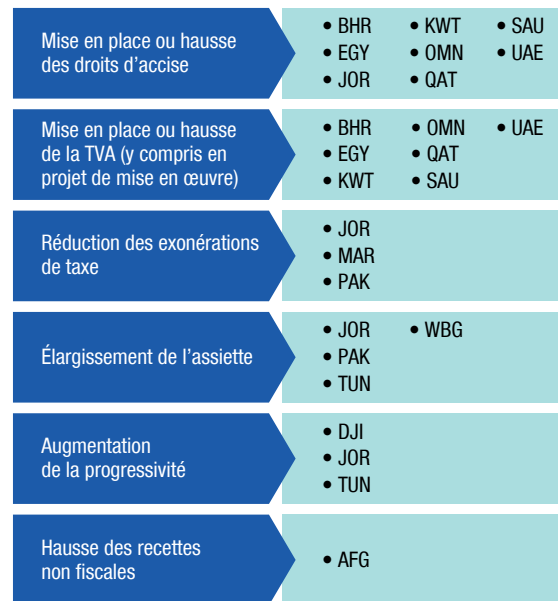 Mise en place ou hausse
des droits d'accise
• BHR • KWT • SAU
• EGY • OMN • UAE
• JOR • QAT
Mise en place ou hausse
de la TVA (y compris en
projet de mise en œuvre)
• BHR • OMN • UAE
• EGY • QAT
• KWT • SAU
Réduction des exonérations
de taxe
• JOR
• MAR
• PAK
Élargissement de l'assiette
• JOR • WBG
• PAK
• TUN
Augmentation
de la progressivité
• DJI
• JOR
• TUN
Hausse des recettes
non fiscales
• AFG